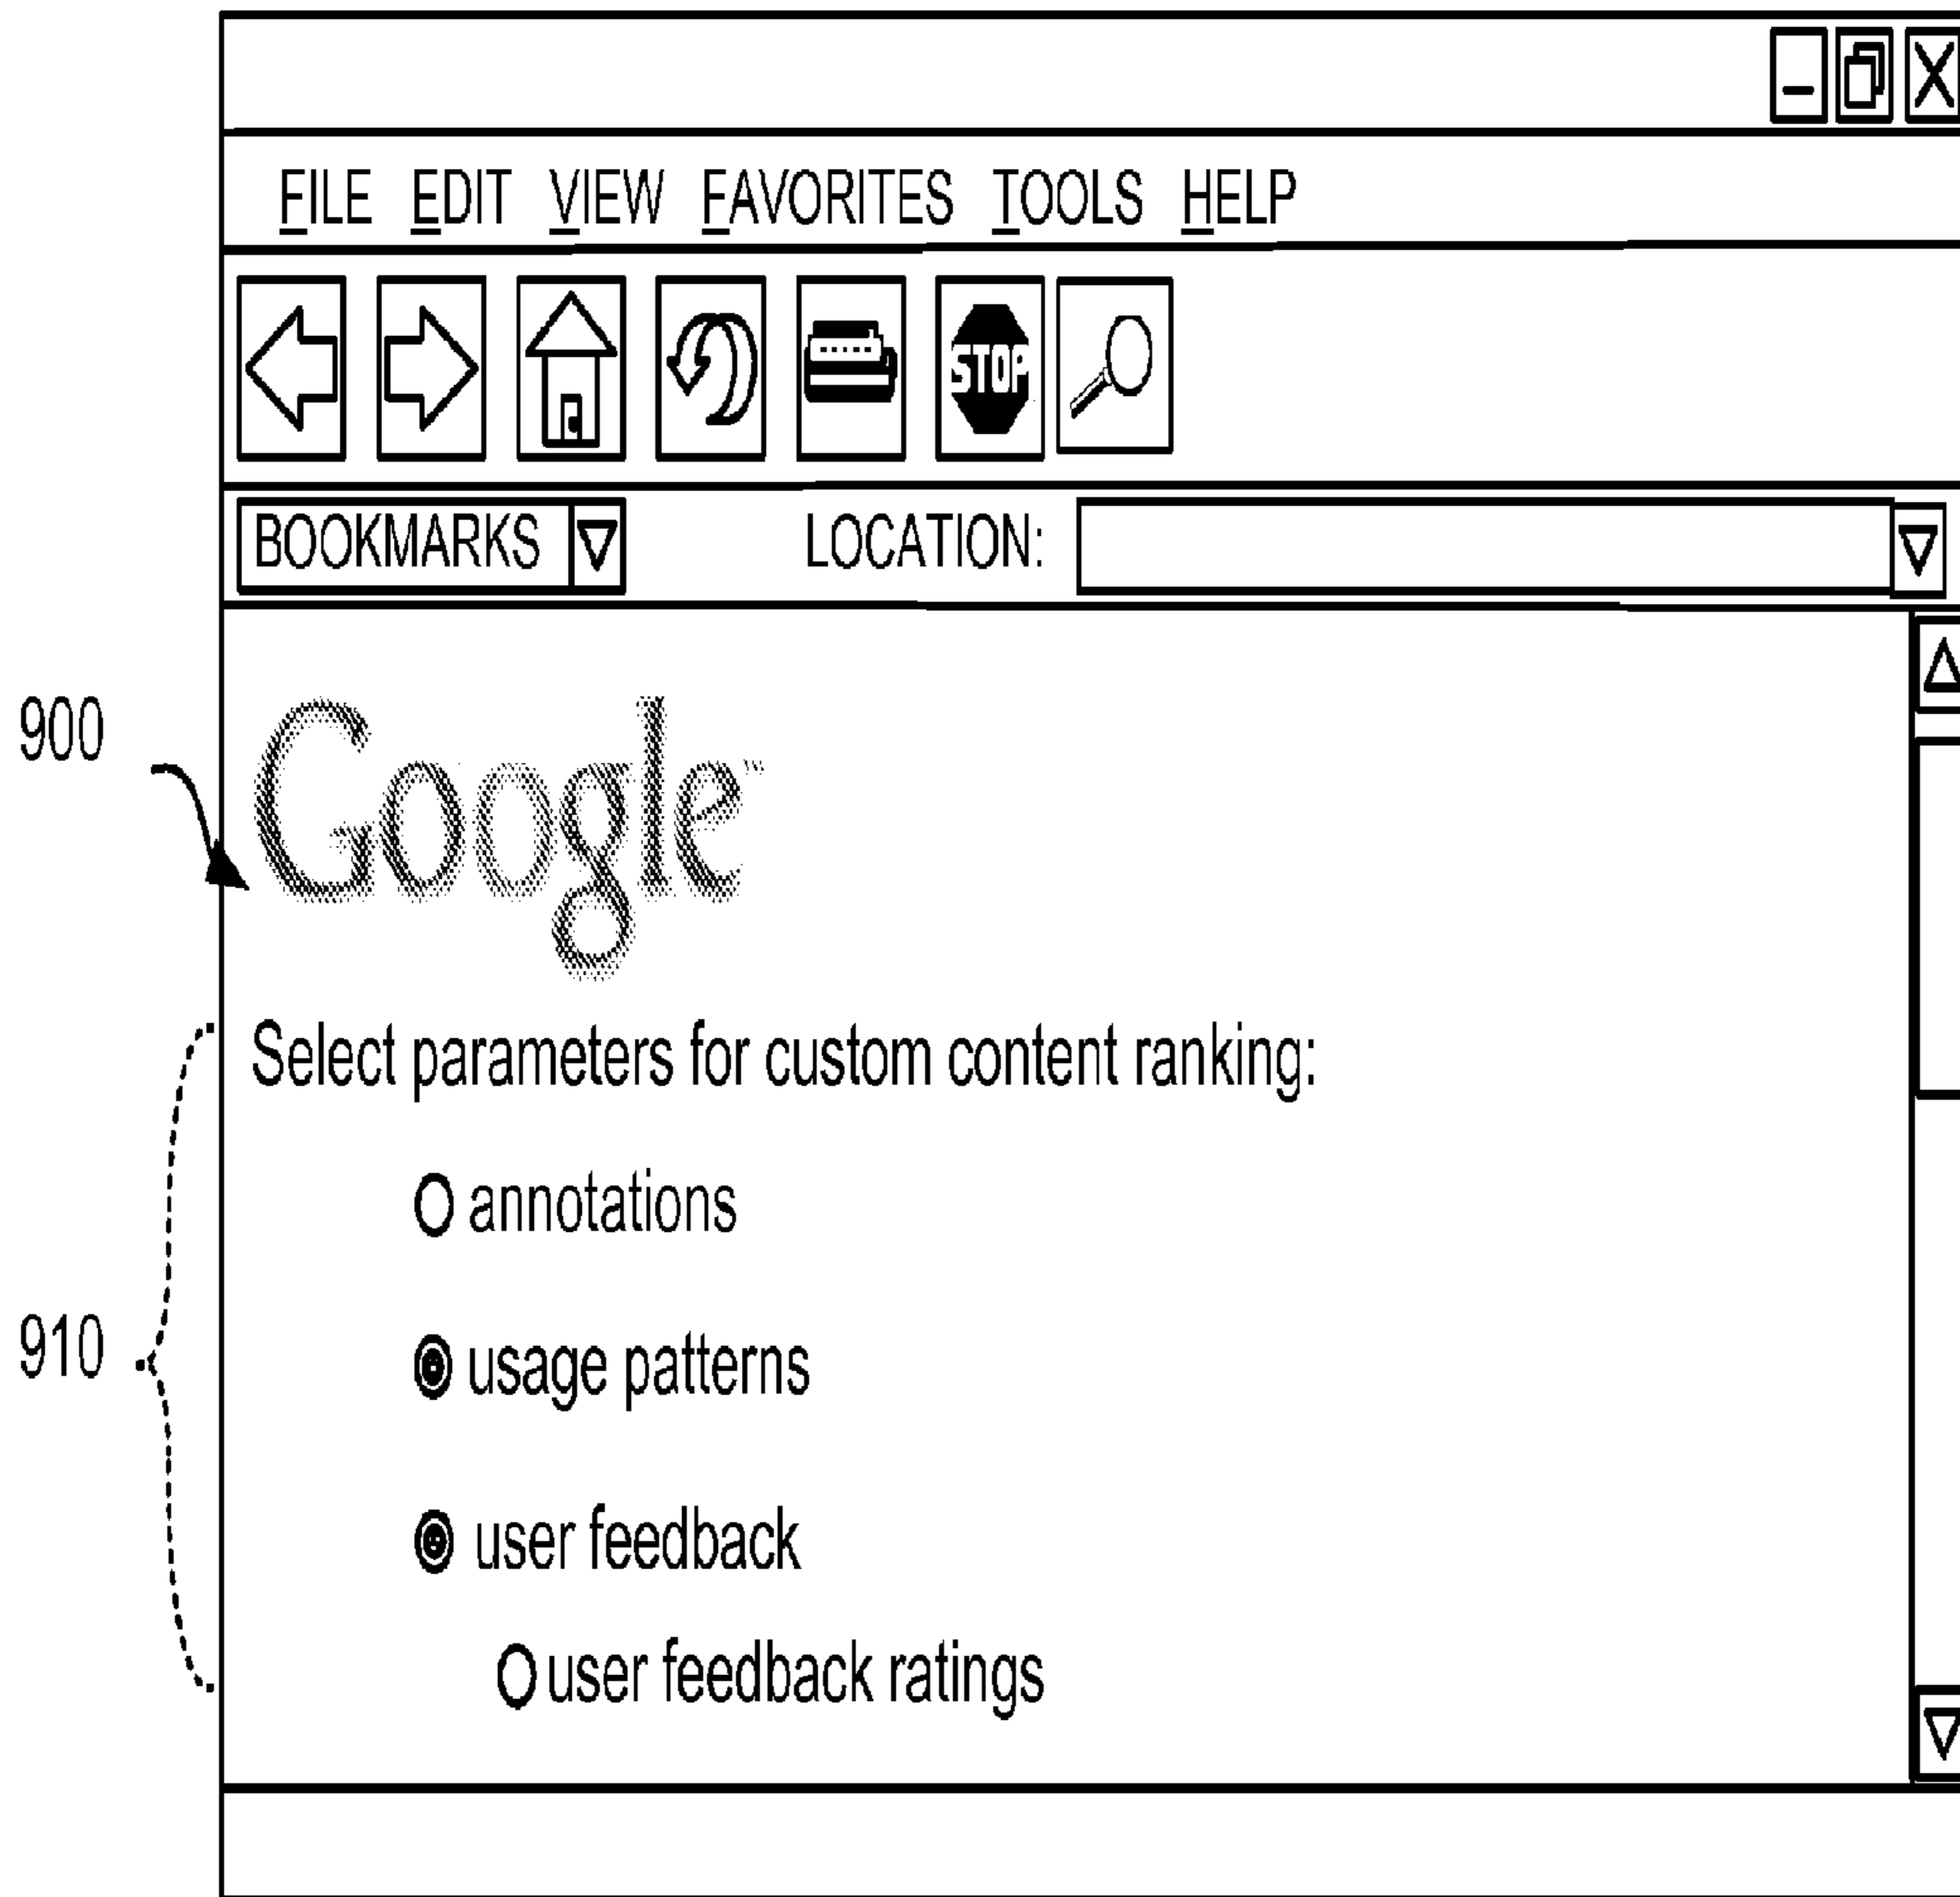 FILE EDIT VIEW FAVORITES TOOLS HELP
STOP
BOOKMARKS LOCATION:
900
Google™
Select parameters for custom content ranking:
annotations
910
usage patterns
user feedback
user feedback ratings